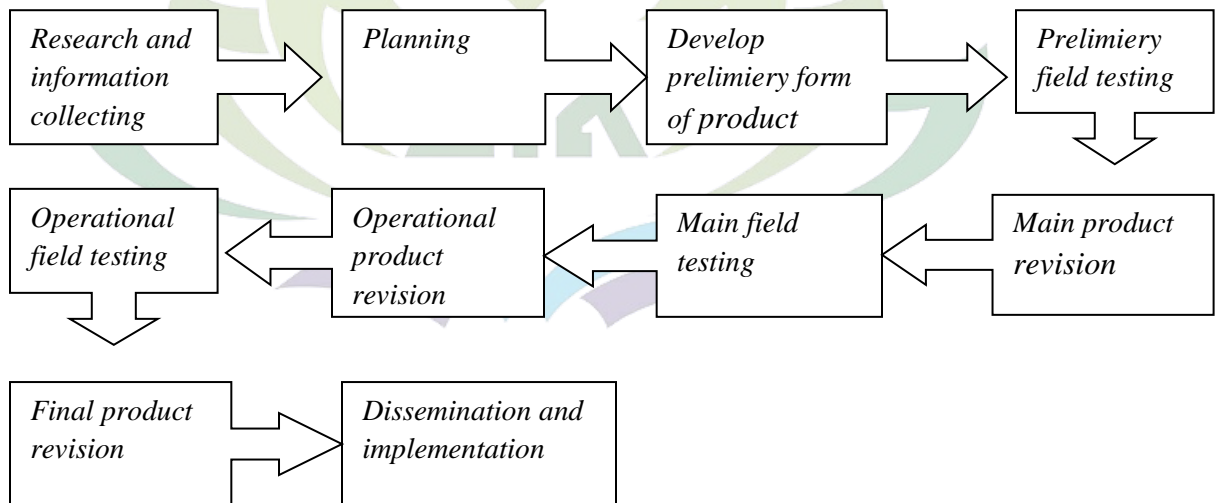 Research and
information
collecting
Planning
Develop
prelimiery form
of product
Prelimiery
field testing
Main product
revision
Main field
testing
Operational
product
revision
Operational
field testing
Final product
revision
Dissemination and
implementation